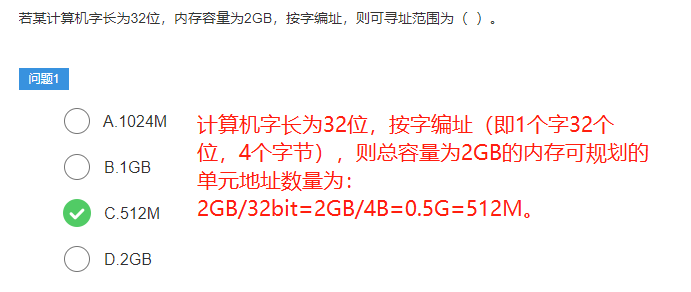 若某计算机字长为32位，内存容量为2GB，按字编址，则可寻址范围为（ ）。
问题1
A.1024M
B.1GB
C.512M
D.2GB
计算机字长为32位，按字编址（即1个字32个
位，4个字节），则总容量为2GB的内存可规划的
单元地址数量为：
2GB/32bit=2GB/4B=0.5G=512M。